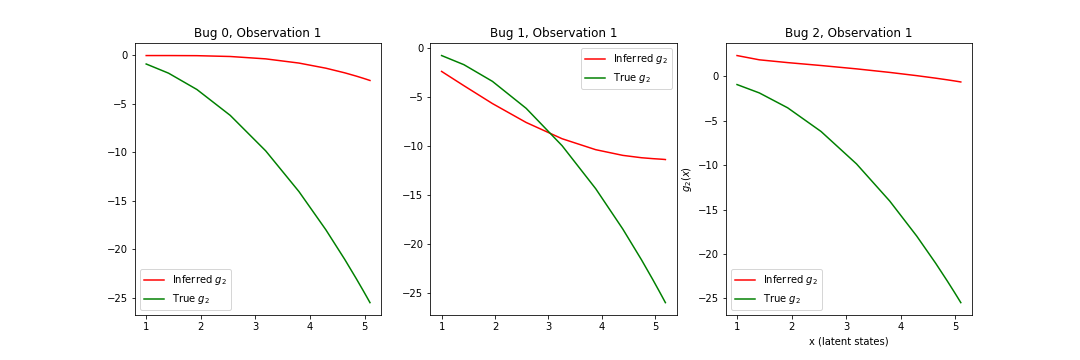 Bug 0, Observation 1
0
−5
−10
−15
−20
−25
1 2 3 4 5
Inferred g₂
True g₂
Bug 1, Observation 1
0
−5
−10
−15
−20
−25
1 2 3 4 5
Inferred g₂
True g₂
Bug 2, Observation 1
g₂(x)
0
−5
−10
−15
−20
−25
1 2 3 4 5
x (latent states)
Inferred g₂
True g₂